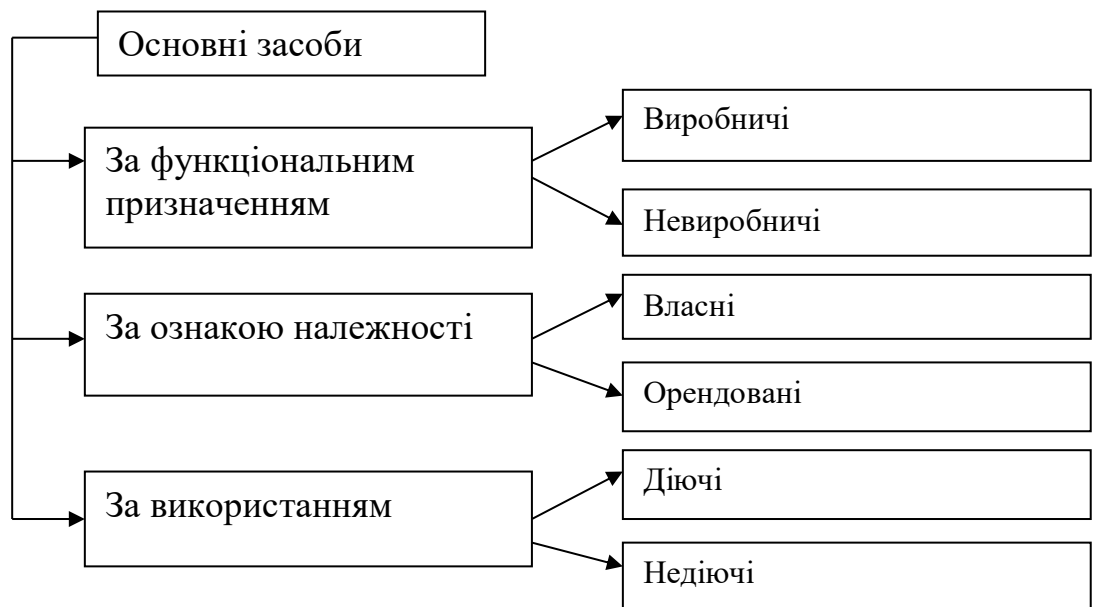 Основні засоби
За функціональним
призначенням
Виробничі
Невиробничі
За ознакою належності
Власні
Орендовані
За використанням
Діючі
Недіючі